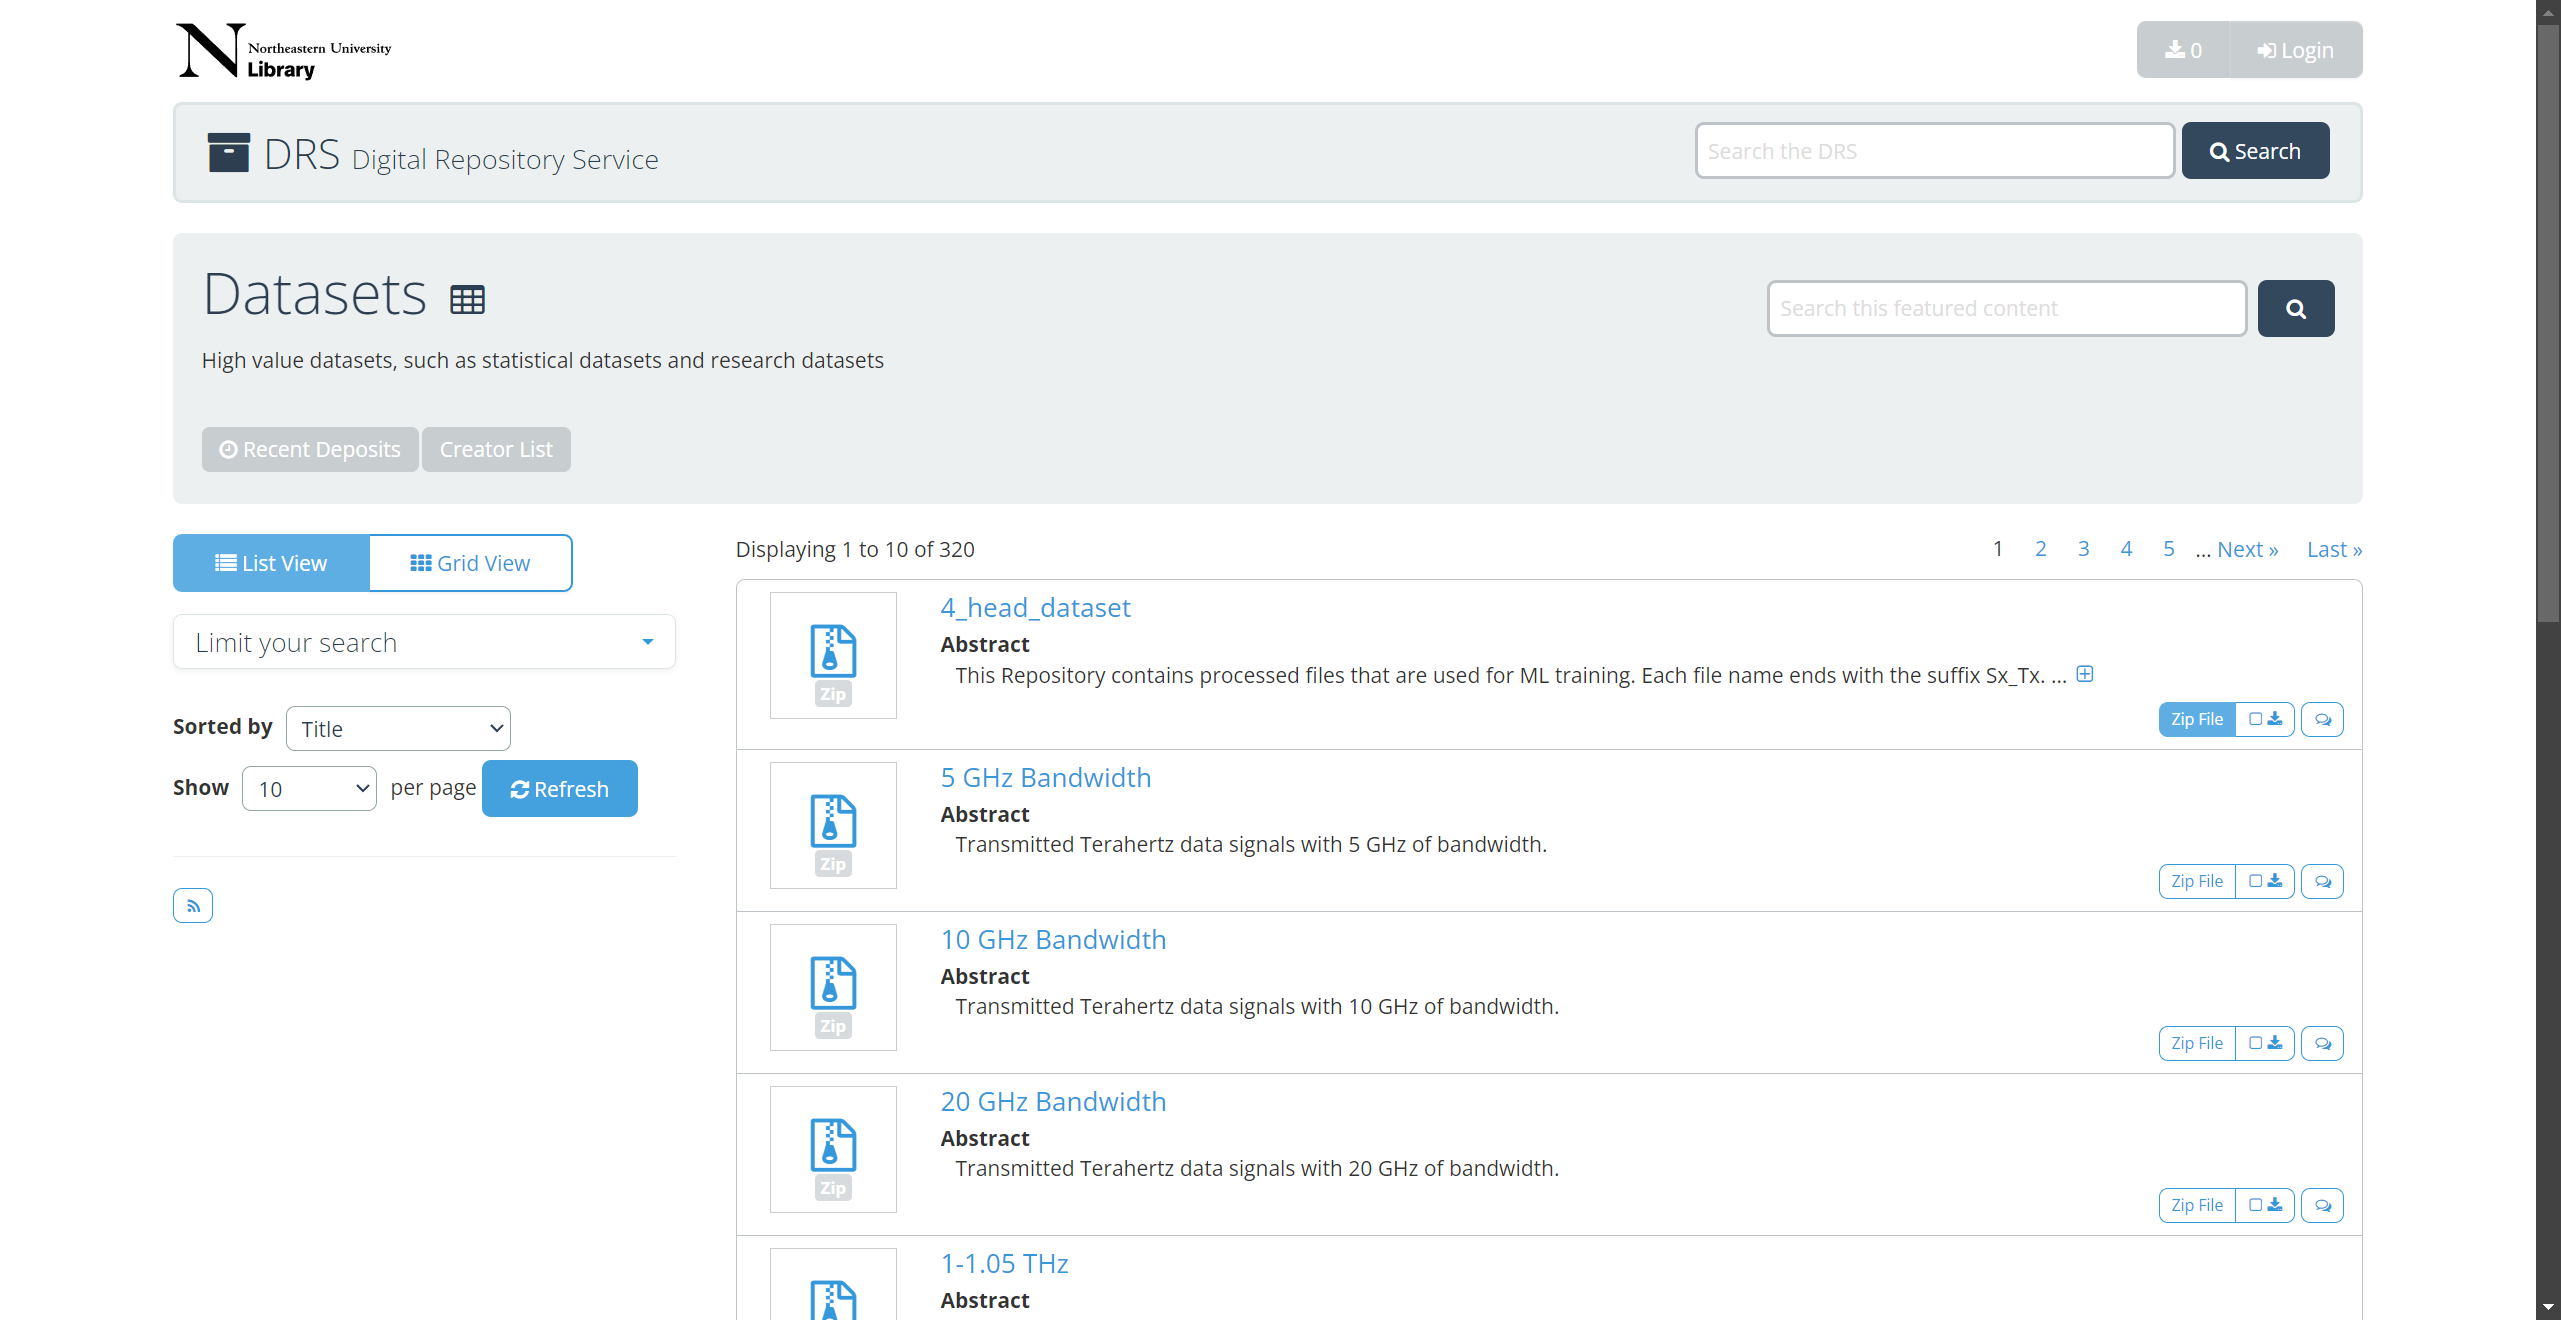 Northeastern University
Library
0
Login
DRS Digital Repository Service
Search the DRS
Search
Datasets
Search this featured content
High value datasets, such as statistical datasets and research datasets
Recent Deposits
Creator List
List View
Grid View
Limit your search
Sorted by Title
Show 10 per page Refresh
Displaying 1 to 10 of 320
1 2 3 4 5 ... Next » Last »
4_head_dataset
Abstract
This Repository contains processed files that are used for ML training. Each file name ends with the suffix Sx_Tx. ...
Zip
Zip File
5 GHz Bandwidth
Abstract
Transmitted Terahertz data signals with 5 GHz of bandwidth.
Zip
Zip File
10 GHz Bandwidth
Abstract
Transmitted Terahertz data signals with 10 GHz of bandwidth.
Zip
Zip File
20 GHz Bandwidth
Abstract
Transmitted Terahertz data signals with 20 GHz of bandwidth.
Zip
Zip File
1-1.05 THz
Abstract